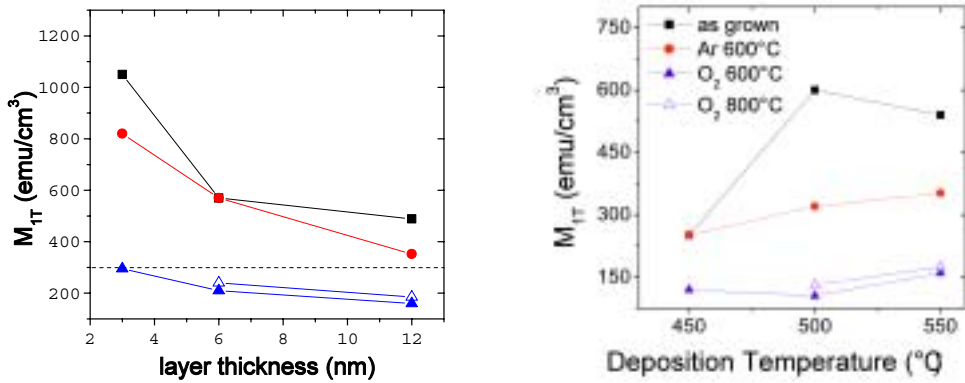 1200
1000
800
600
400
200
2 4 6 8 10 12
layer thickness (nm)
M1T (emu/cm3)
750
600
450
300
150
450 500 550
Deposition Temperature (°C)
M1T (emu/cm3)
as grown
Ar 600°C
O2 600°C
O2 800°C